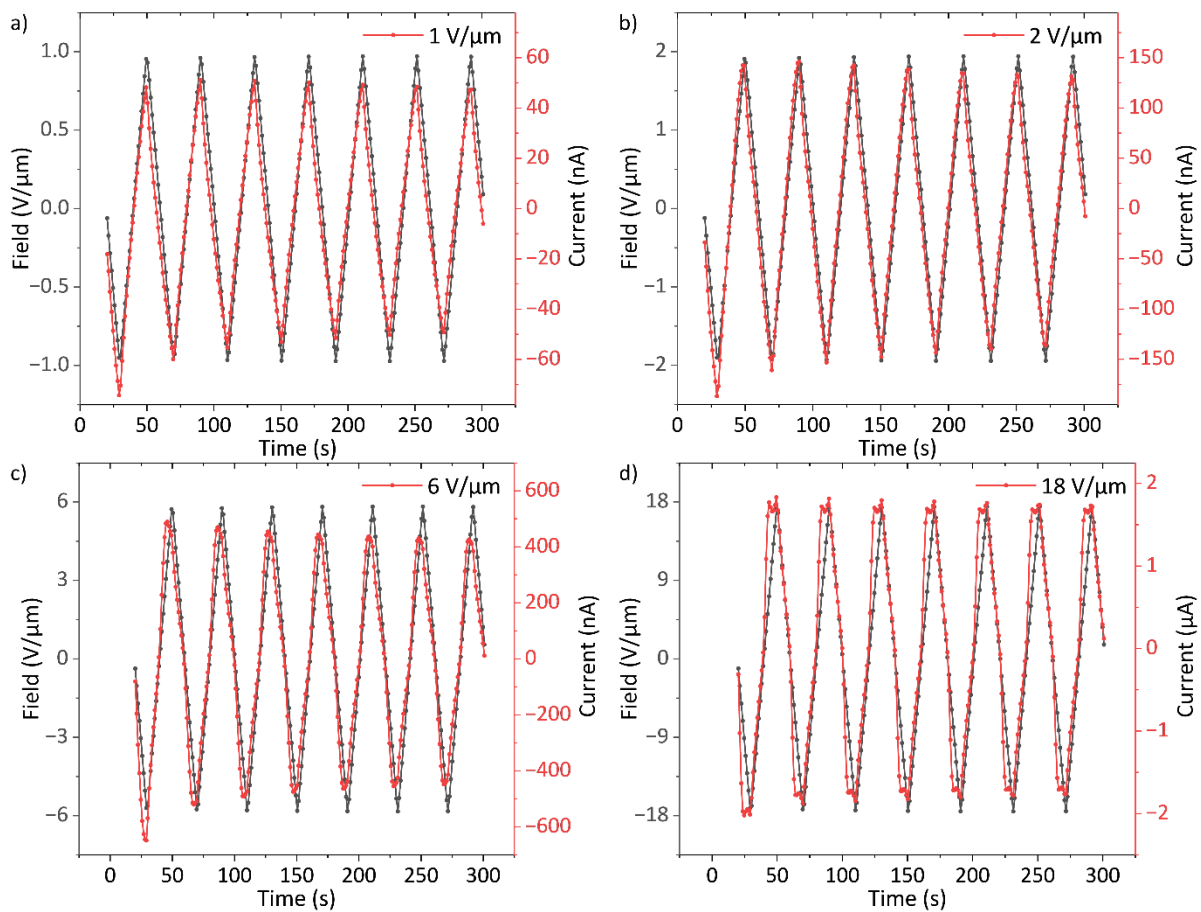 a)
1 V/µm
1.0
0.5
0.0
−0.5
−1.0
Field (V/µm)
60
40
20
0
−20
−40
−60
Current (nA)
0 50 100 150 200 250 300
Time (s)
b)
2 V/µm
2
1
0
−1
−2
Field (V/µm)
150
100
50
0
−50
−100
−150
Current (nA)
0 50 100 150 200 250 300
Time (s)
c)
6 V/µm
6
3
0
−3
−6
Field (V/µm)
600
400
200
0
−200
−400
−600
Current (nA)
0 50 100 150 200 250 300
Time (s)
d)
18 V/µm
18
9
0
−9
−18
Field (V/µm)
2
1
0
−1
−2
Current (µA)
0 50 100 150 200 250 300
Time (s)